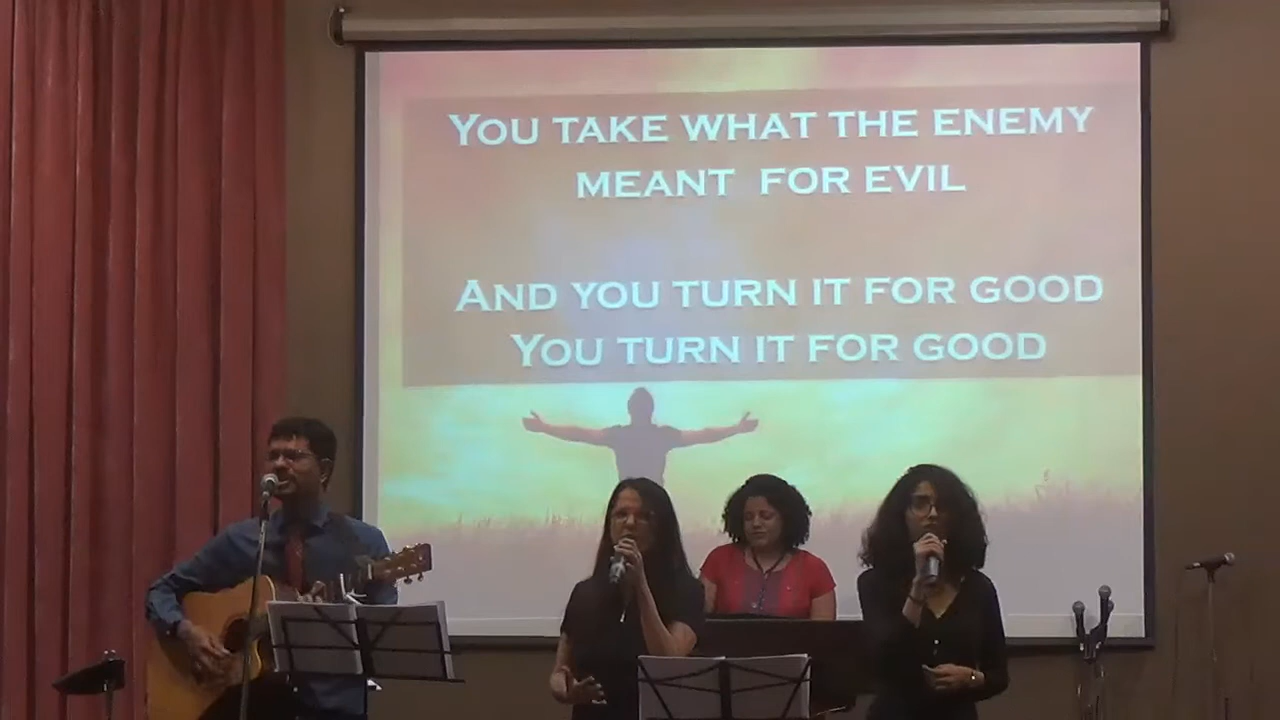 YOU TAKE WHAT THE ENEMY
MEANT FOR EVIL
AND YOU TURN IT FOR GOOD
YOU TURN IT FOR GOOD